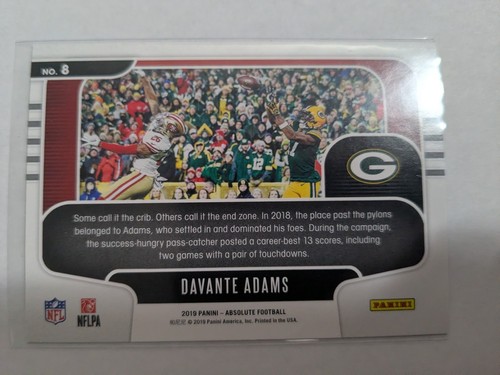 NO. 8
G
Some call it the crib. Others call it the end zone. In 2018, the place past the pylons
belonged to Adams, who settled in and dominated his foes. During the campaign,
the success-hungry pass-catcher posted a career-best 13 scores, including
two games with a pair of touchdowns.
DAVANTE ADAMS
2019 PANINI – ABSOLUTE FOOTBALL
© 2019 Panini America, Inc. Printed in the USA.
NFL
NFLPA
PANINI